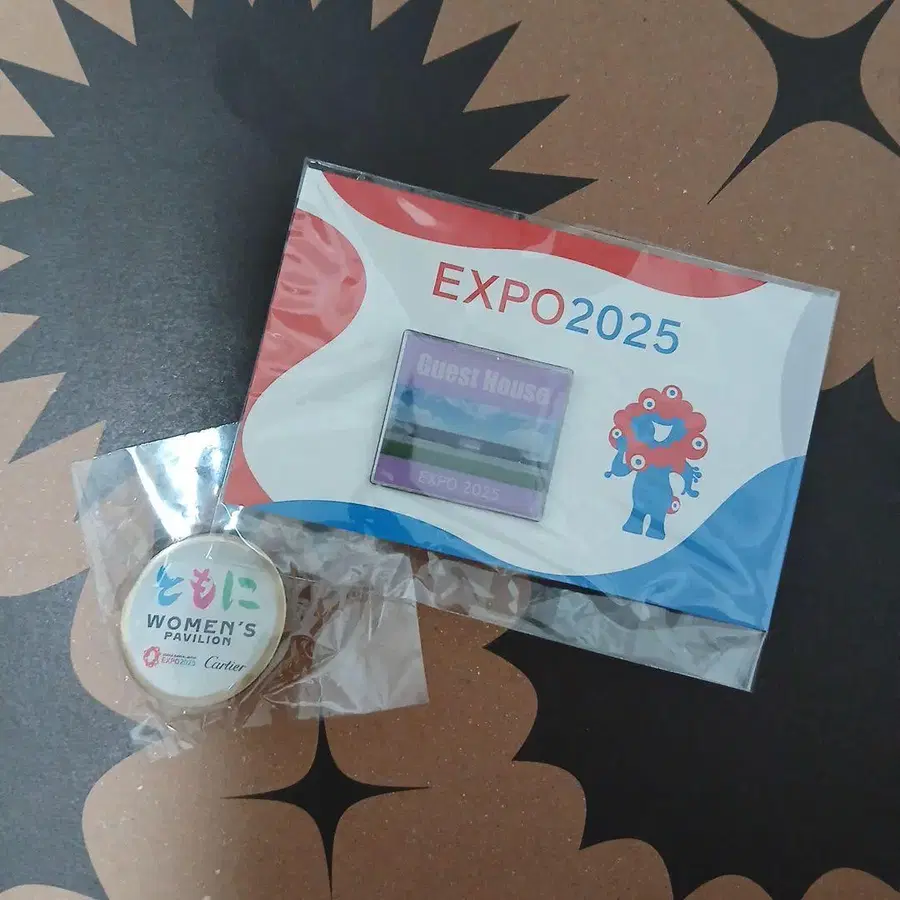 EXPO2025
Guest House
EXPO 2025
ともに
WOMEN'S
PAVILION
EXPO2025
Cartier